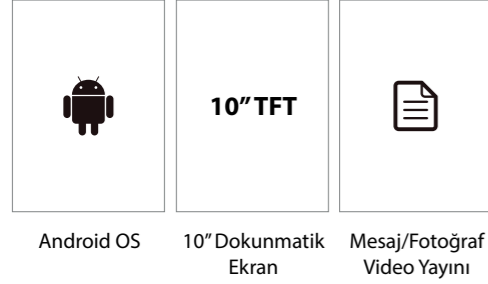 10” TFT
Android OS
10” Dokunmatik
Ekran
Mesaj/Fotoğraf
Video Yayını